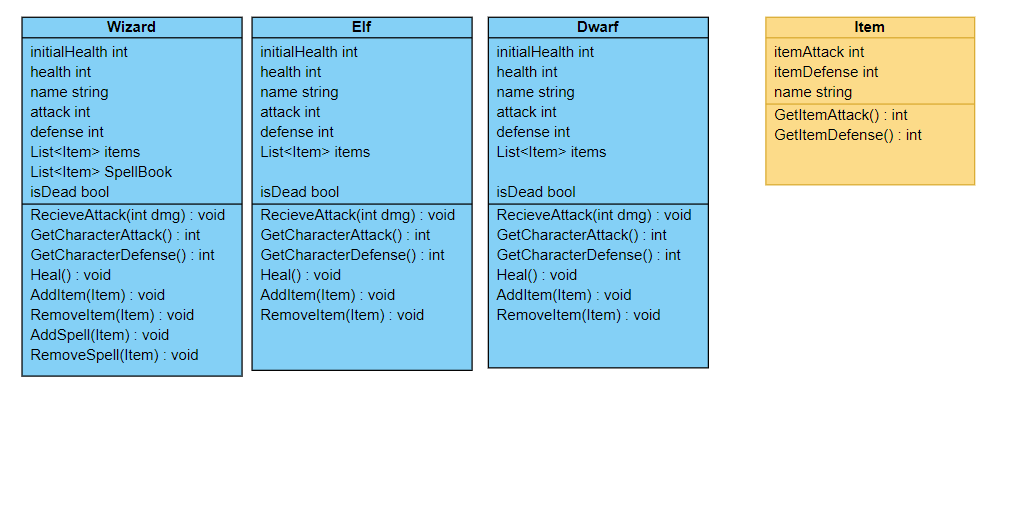 Wizard
initialHealth int
health int
name string
attack int
defense int
List<Item> items
List<Item> SpellBook
isDead bool
RecieveAttack(int dmg) : void
GetCharacterAttack() : int
GetCharacterDefense() : int
Heal() : void
AddItem(Item) : void
RemoveItem(Item) : void
AddSpell(Item) : void
RemoveSpell(Item) : void
Elf
initialHealth int
health int
name string
attack int
defense int
List<Item> items
isDead bool
RecieveAttack(int dmg) : void
GetCharacterAttack() : int
GetCharacterDefense() : int
Heal() : void
AddItem(Item) : void
RemoveItem(Item) : void
Dwarf
initialHealth int
health int
name string
attack int
defense int
List<Item> items
isDead bool
RecieveAttack(int dmg) : void
GetCharacterAttack() : int
GetCharacterDefense() : int
Heal() : void
AddItem(Item) : void
RemoveItem(Item) : void
Item
itemAttack int
itemDefense int
name string
GetItemAttack() : int
GetItemDefense() : int